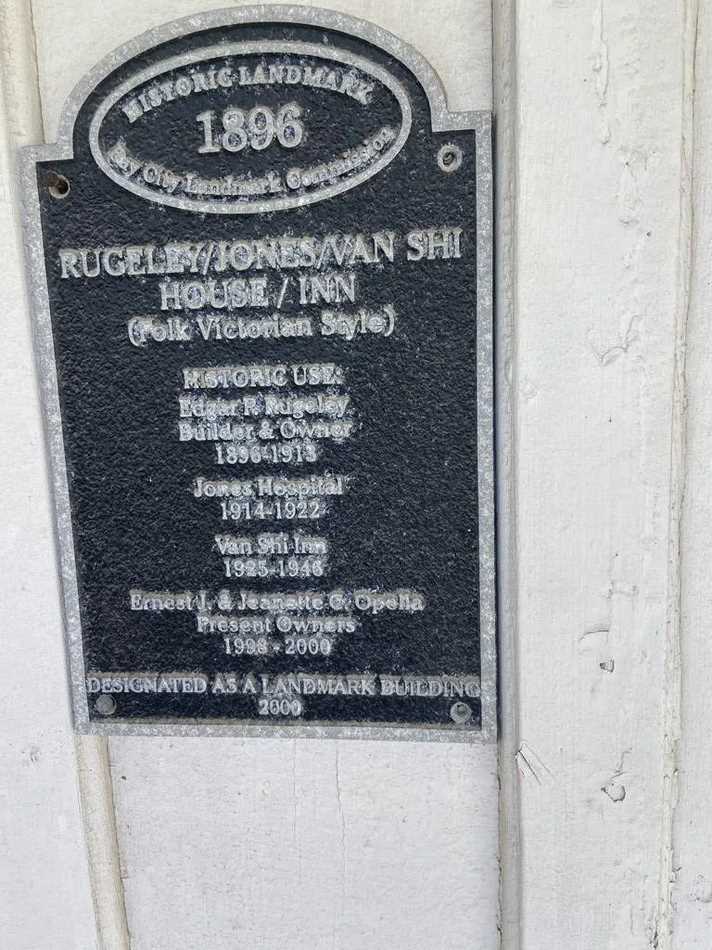 HISTORIC LANDMARK
1896
Bay City Landmark Commission
RUGELEY/JONES/VAN SHI
HOUSE / INN
(Folk Victorian Style)
HISTORIC USE:
Edgar P. Rugeley
Builder & Owner
1896-1913
Jones Hospital
1914-1922
Van Shi Inn
1925-1946
Ernest J. & Jeanette C. Opella
Present Owners
1998 - 2000
DESIGNATED AS A LANDMARK BUILDING
2000